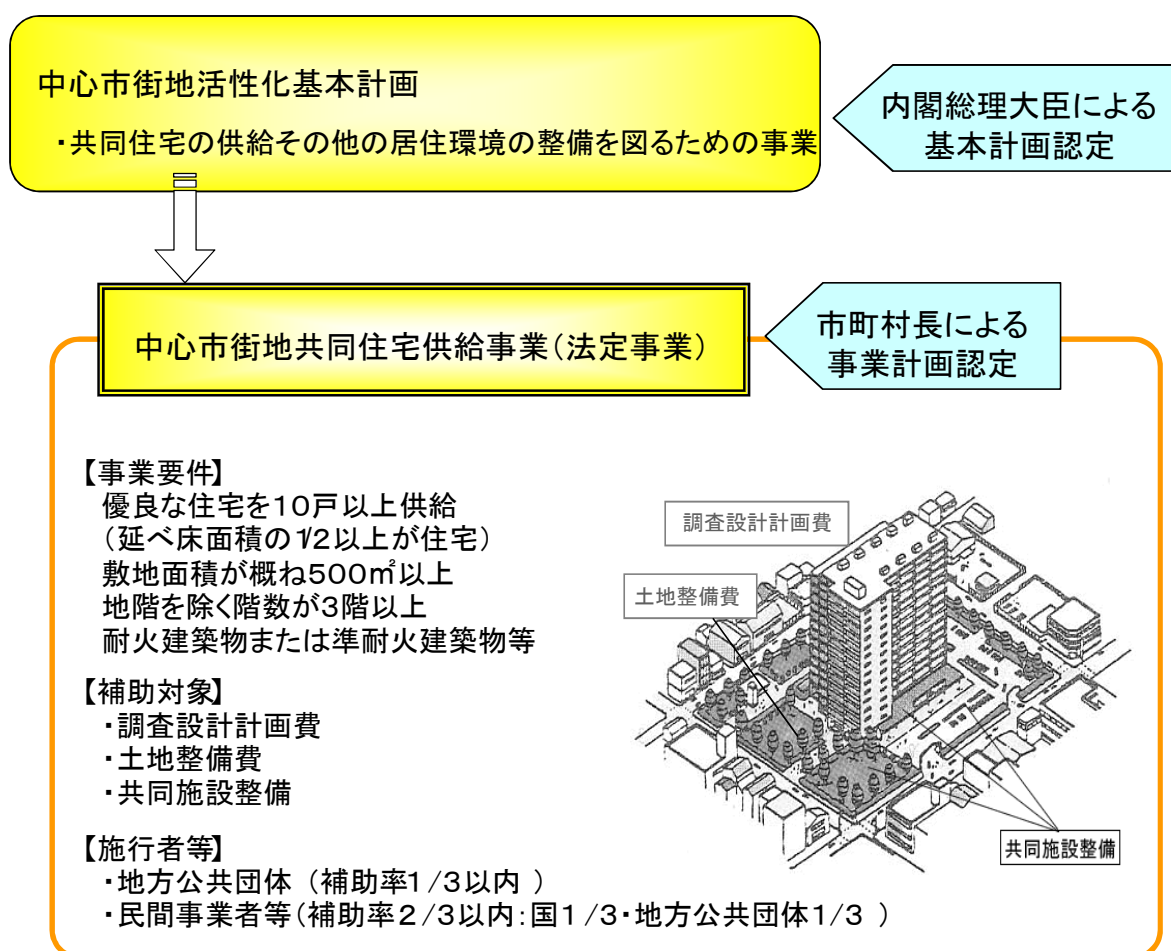 中心市街地活性化基本計画
・共同住宅の供給その他の居住環境の整備を図るための事業
内閣総理大臣による
基本計画認定
中心市街地共同住宅供給事業(法定事業)
市町村長による
事業計画認定
【事業要件】
優良な住宅を10戸以上供給
(延べ床面積の1/2以上が住宅)
敷地面積が概ね500㎡以上
地階を除く階数が3階以上
耐火建築物または準耐火建築物等
【補助対象】
・調査設計計画費
・土地整備費
・共同施設整備
【施行者等】
・地方公共団体 (補助率1/3以内 )
・民間事業者等(補助率2/3以内:国1/3・地方公共団体1/3 )
調査設計計画費
土地整備費
共同施設整備